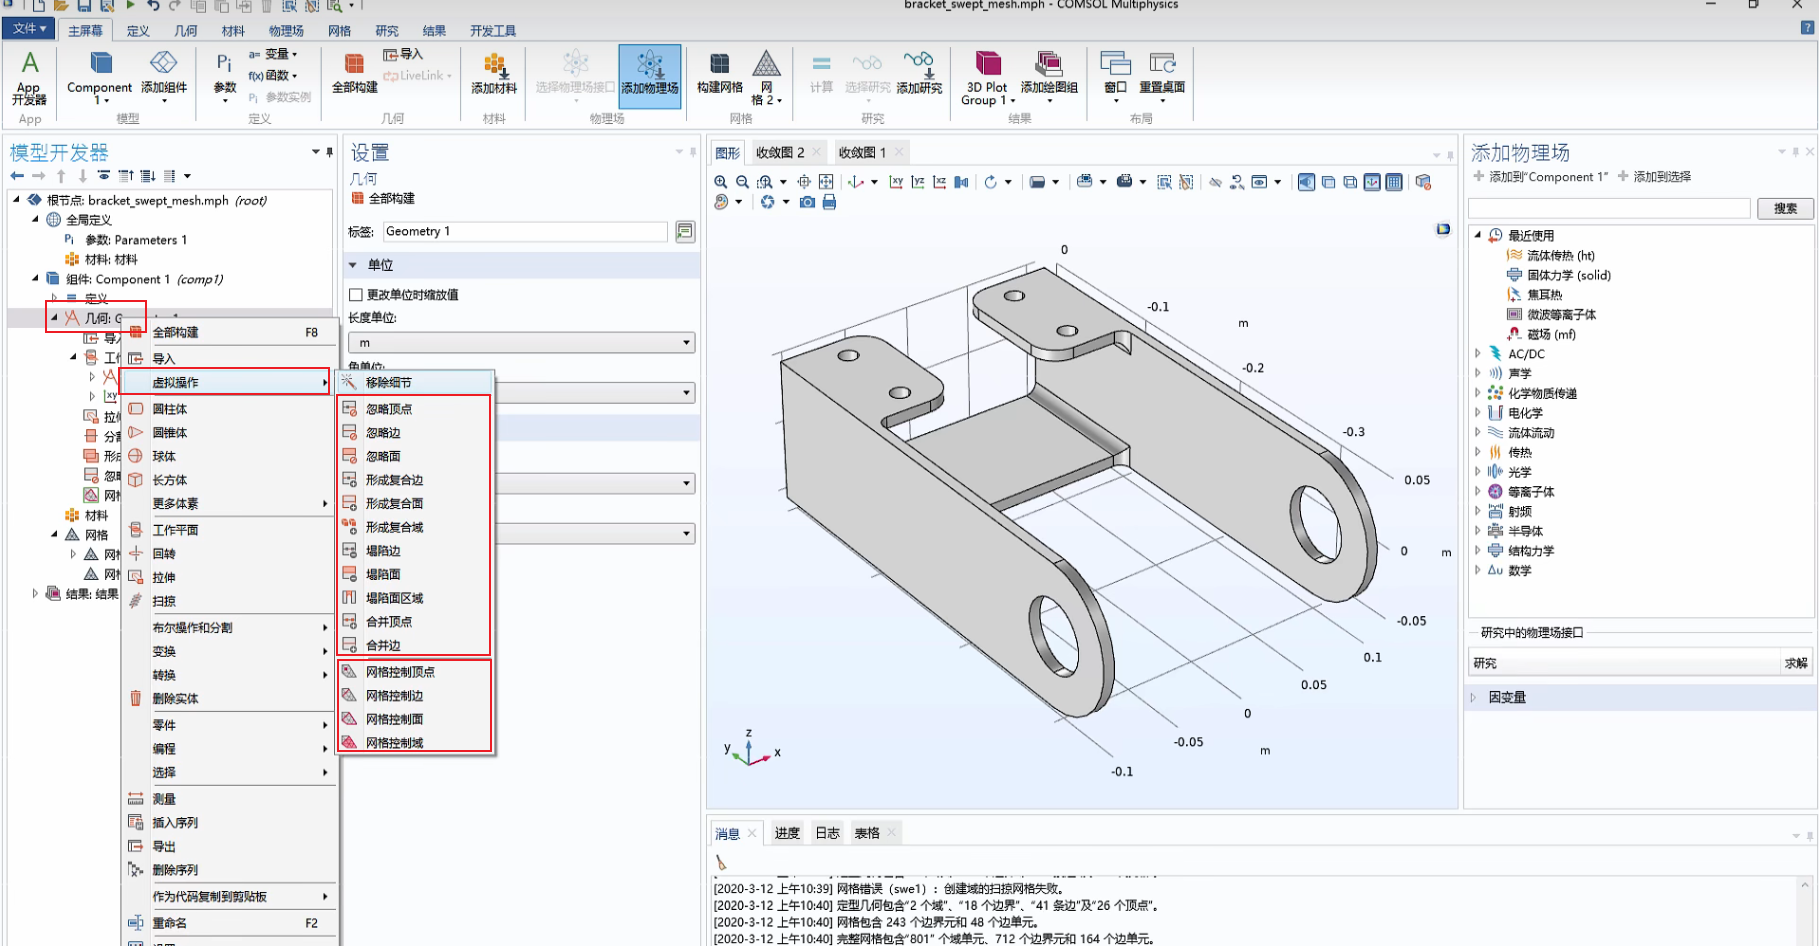 bracket_swept_mesh.mph - COMSOL Multiphysics
文件 主屏幕 定义 几何 材料 物理场 网格 研究 结果 开发工具
App 开发器
Component 1
添加组件
Pi 参数
a= 变量
f(x) 函数
Pi 参数实例
全部构建
导入
LiveLink
添加材料
选择物理场接口
添加物理场
构建网格
网格 2
计算
选择研究
添加研究
3D Plot Group 1
添加绘图组
窗口
重置桌面
App 模型 定义 几何 材料 物理场 网格 研究 结果 布局
模型开发器
根节点: bracket_swept_mesh.mph (root)
全局定义
Pi 参数: Parameters 1
材料: 材料
组件: Component 1 (comp1)
定义
几何: G
材料
网格
结果: 结果
全部构建 F8
导入
虚拟操作
圆柱体
圆锥体
球体
长方体
更多体素
工作平面
回转
拉伸
扫掠
布尔操作和分割
变换
转换
删除实体
零件
编程
选择
测量
插入序列
导出
删除序列
作为代码复制到剪贴板
重命名 F2
移除细节
忽略顶点
忽略边
忽略面
形成复合边
形成复合面
形成复合域
塌陷边
塌陷面
塌陷面区域
合并顶点
合并边
网格控制顶点
网格控制边
网格控制面
网格控制域
设置
几何
全部构建
标签: Geometry 1
单位
更改单位时缩放值
长度单位:
m
角单位:
图形 收敛图 2 收敛图 1
xy yz xz
0
-0.1
m
-0.2
-0.3
0.05
0
m
-0.05
0.1
0.05
0
-0.05
m
-0.1
z
y
x
消息 进度 日志 表格
[2020-3-12 上午10:39] 网格错误（swe1）：创建域的扫掠网格失败。
[2020-3-12 上午10:40] 定型几何包含“2 个域”、“18 个边界”、“41 条边”及“26 个顶点”。
[2020-3-12 上午10:40] 网格包含 243 个边界元和 48 个边单元。
[2020-3-12 上午10:40] 完整网格包含“801” 个域单元、712 个边界元和 164 个边单元。
添加物理场
添加到“Component 1” 添加到选择
搜索
最近使用
流体传热 (ht)
固体力学 (solid)
焦耳热
微波等离子体
磁场 (mf)
AC/DC
声学
化学物质传递
电化学
流体流动
传热
光学
等离子体
射频
半导体
结构力学
Δu 数学
研究中的物理场接口
研究 求解
因变量